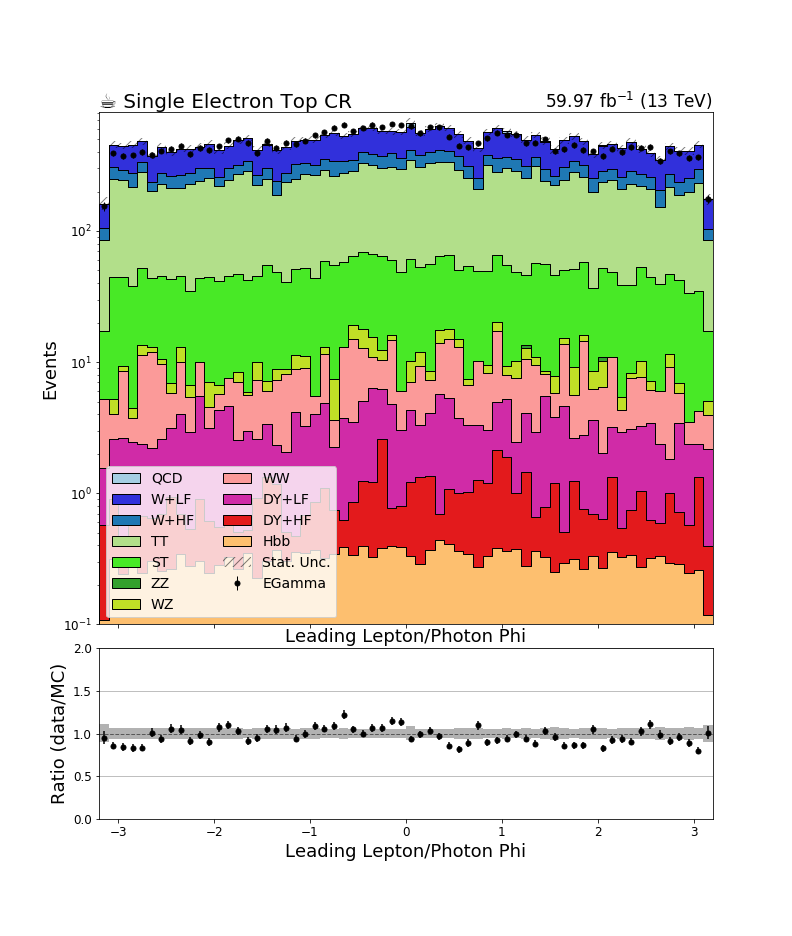 ☕ Single Electron Top CR
59.97 fb⁻¹ (13 TeV)
Events
10²
10¹
10⁰
10⁻¹
QCD
W+LF
W+HF
TT
ST
ZZ
WZ
WW
DY+LF
DY+HF
Hbb
Stat. Unc.
EGamma
Leading Lepton/Photon Phi
Ratio (data/MC)
2.0
1.5
1.0
0.5
0.0
−3 −2 −1 0 1 2 3
Leading Lepton/Photon Phi